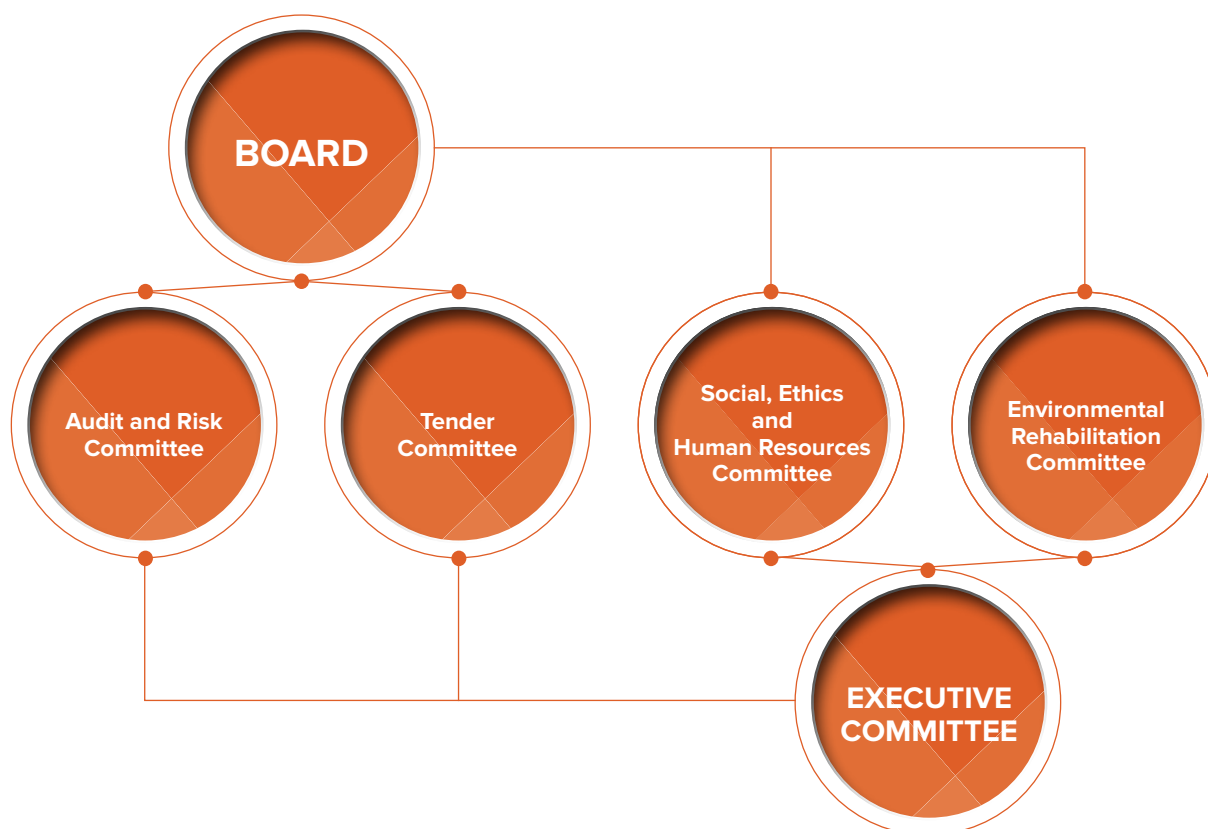 BOARD
Audit and Risk
Committee
Tender
Committee
Social, Ethics
and
Human Resources
Committee
Environmental
Rehabilitation
Committee
EXECUTIVE
COMMITTEE